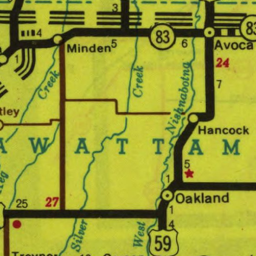 3
83
83
4
Minden
5
6
Avoca
24
7
Creek
Creek
Nishnabotna
tley
Hancock
A W A T T A M
5
Oakland
25
27
1
4
Silver
West
59